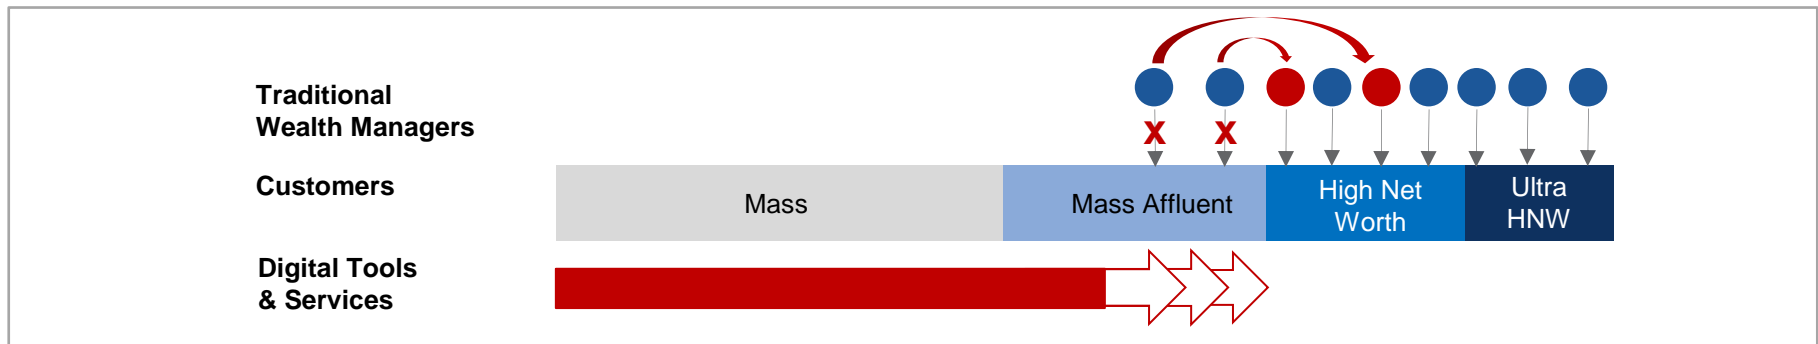 Traditional
Wealth Managers
X X
Customers
Mass
Mass Affluent
High Net
Worth
Ultra
HNW
Digital Tools
& Services